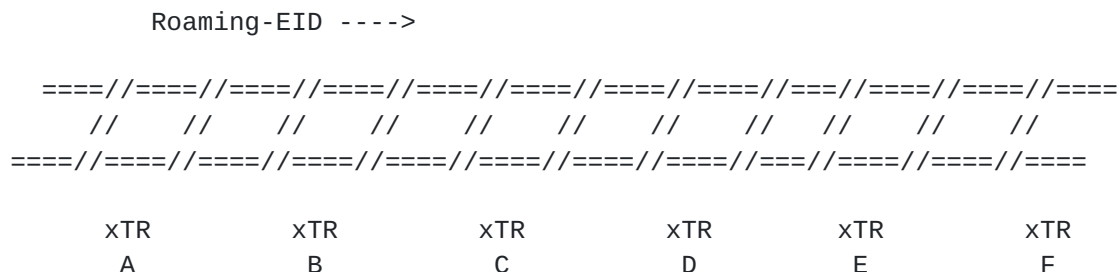 Roaming-EID ---->
====//====//====//====//====//====//====//====//===//====//====//====
// // // // // // // // // // //
====//====//====//====//====//====//====//====//===//====//====//====
xTR xTR xTR xTR xTR xTR
A B C D E F